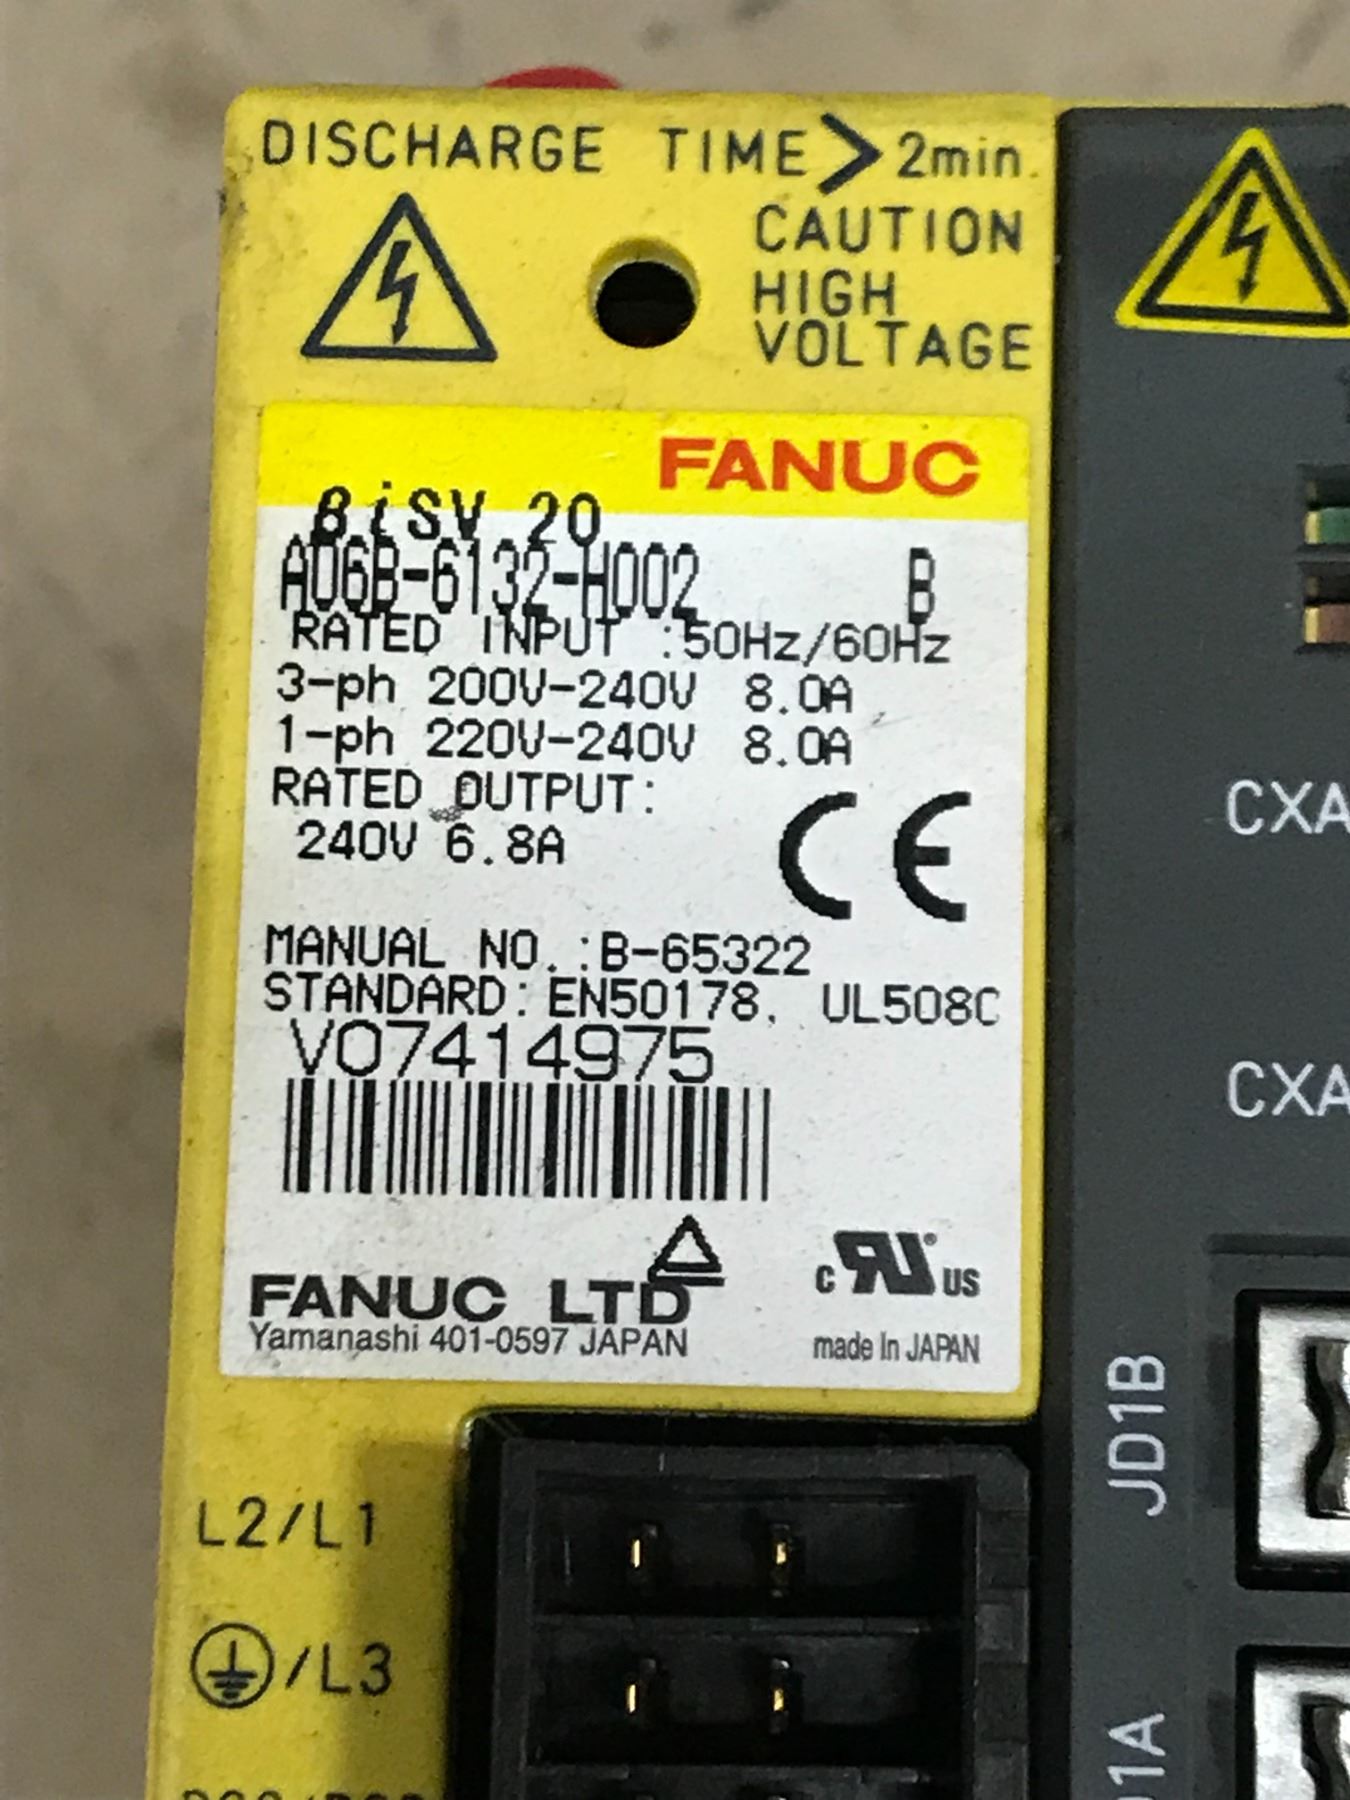 DISCHARGE TIME > 2min.
CAUTION
HIGH
VOLTAGE
FANUC
βiSV 20
A06B-6132-H002 B
RATED INPUT :50Hz/60Hz
3-ph 200V-240V 8.0A
1-ph 220V-240V 8.0A
RATED OUTPUT:
240V 6.8A
CE
MANUAL NO.:B-65322
STANDARD:EN50178, UL508C
V07414975
FANUC LTD
Yamanashi 401-0597 JAPAN
c RU ® US
made In JAPAN
L2/L1
/L3
CXA
CXA
JD1B